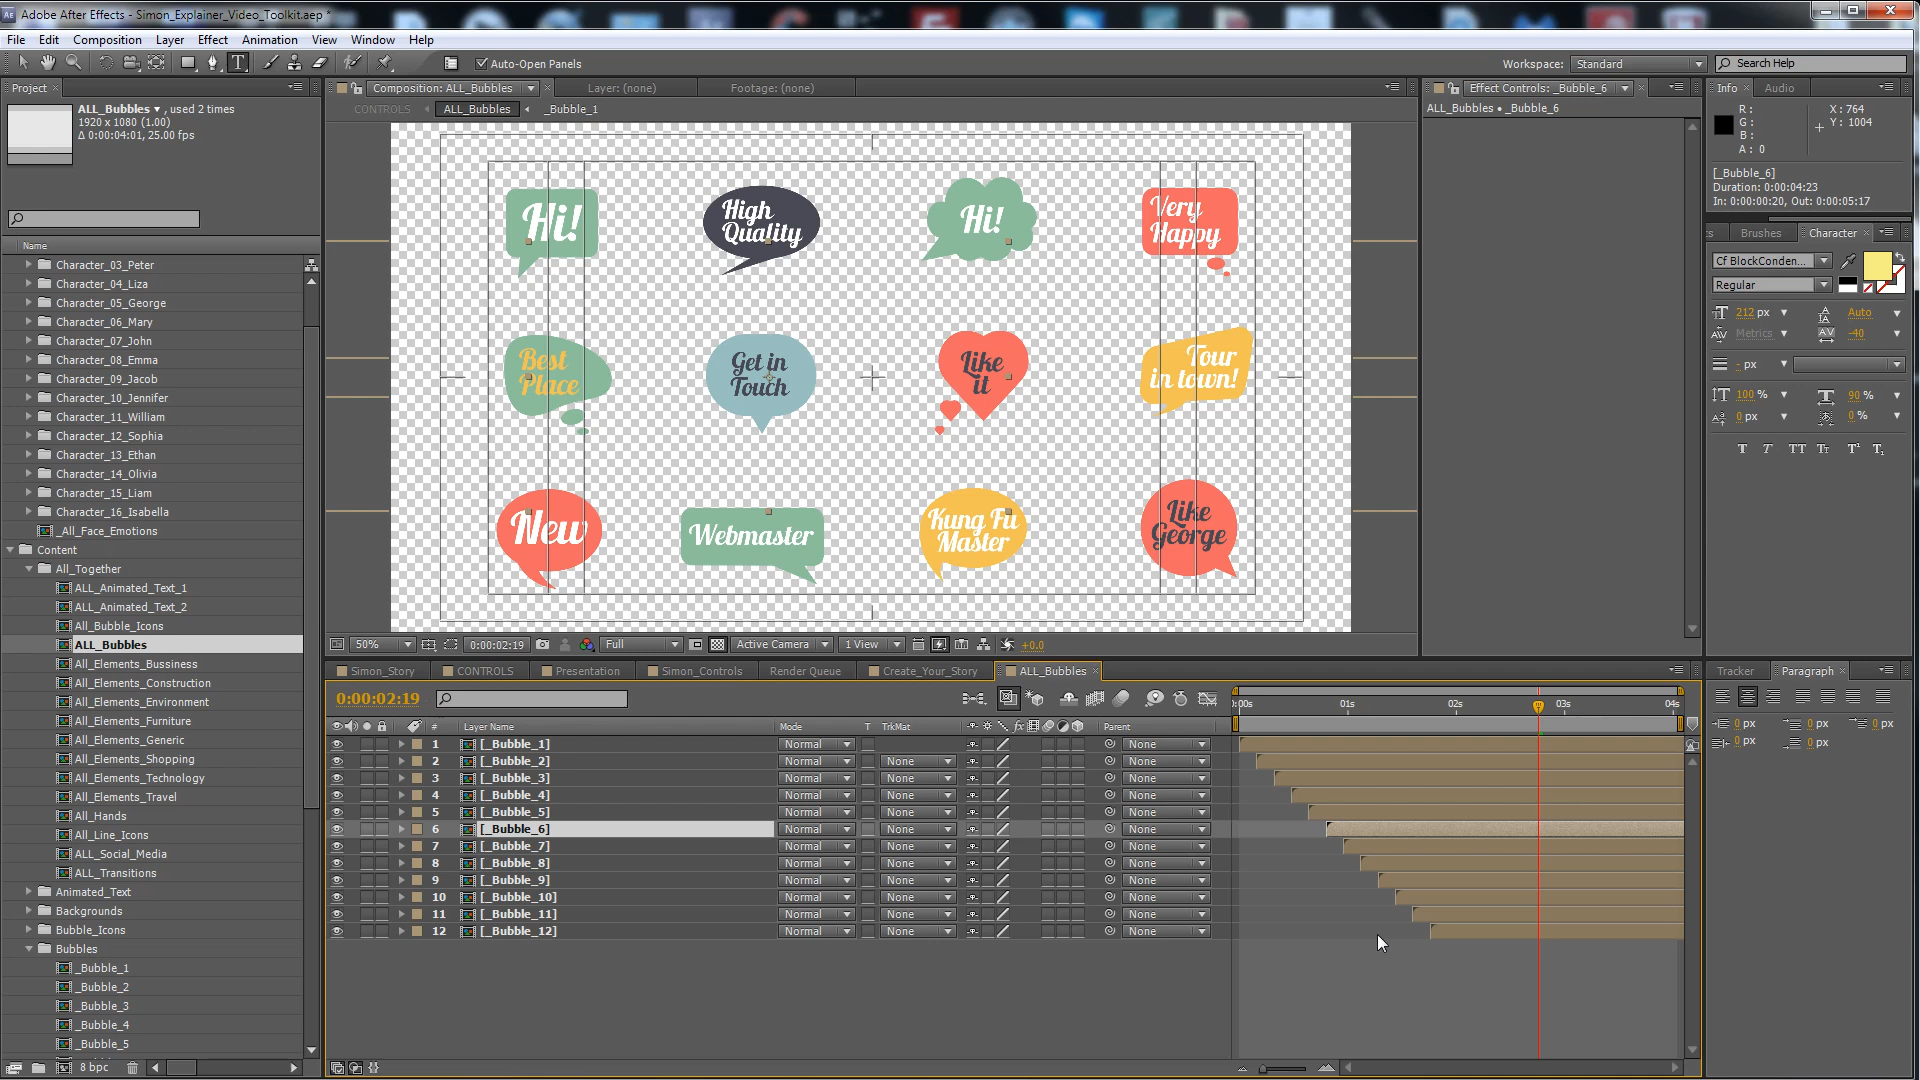 Adobe After Effects - Simon_Explainer_Video_Toolkit.aep *
File Edit Composition Layer Effect Animation View Window Help
Auto-Open Panels
Workspace: Standard
Search Help
Project
ALL_Bubbles ▾, used 2 times
1920 x 1080 (1.00)
Δ 0:00:04:01, 25.00 fps
Name
Character_03_Peter
Character_04_Liza
Character_05_George
Character_06_Mary
Character_07_John
Character_08_Emma
Character_09_Jacob
Character_10_Jennifer
Character_11_William
Character_12_Sophia
Character_13_Ethan
Character_14_Olivia
Character_15_Liam
Character_16_Isabella
_All_Face_Emotions
Content
All_Together
ALL_Animated_Text_1
ALL_Animated_Text_2
All_Bubble_Icons
ALL_Bubbles
All_Elements_Bussiness
All_Elements_Construction
All_Elements_Environment
All_Elements_Furniture
All_Elements_Generic
All_Elements_Shopping
All_Elements_Technology
All_Elements_Travel
All_Hands
All_Line_Icons
ALL_Social_Media
ALL_Transitions
Animated_Text
Backgrounds
Bubble_Icons
Bubbles
_Bubble_1
_Bubble_2
_Bubble_3
_Bubble_4
_Bubble_5
8 bpc
Composition: ALL_Bubbles
Layer: (none)
Footage: (none)
CONTROLS
ALL_Bubbles
_Bubble_1
Hi!
High
Quality
Hi!
Very
Happy
Best
Place
Get in
Touch
Like
it
Tour
in town!
New
Webmaster
Kung Fu
Master
Like
George
50%
0:00:02:19
Full
Active Camera
1 View
+0.0
Effect Controls: _Bubble_6
ALL_Bubbles • _Bubble_6
Info
Audio
R:
G:
B:
A: 0
X: 764
Y: 1004
[_Bubble_6]
Duration: 0:00:04:23
In: 0:00:00:20, Out: 0:00:05:17
Brushes
Character
Cf BlockConden...
Regular
212 px
Auto
Metrics
-40
- px
100 %
90 %
0 px
0 %
T T TT Tt T¹ T₁
Simon_Story
CONTROLS
Presentation
Simon_Controls
Render Queue
Create_Your_Story
ALL_Bubbles
0:00:02:19
01s
02s
03s
04s
# Layer Name Mode T TrkMat Parent
1 [_Bubble_1] Normal None
2 [_Bubble_2] Normal None None
3 [_Bubble_3] Normal None None
4 [_Bubble_4] Normal None None
5 [_Bubble_5] Normal None None
6 [_Bubble_6] Normal None None
7 [_Bubble_7] Normal None None
8 [_Bubble_8] Normal None None
9 [_Bubble_9] Normal None None
10 [_Bubble_10] Normal None None
11 [_Bubble_11] Normal None None
12 [_Bubble_12] Normal None None
Tracker
Paragraph
0 px 0 px 0 px
0 px 0 px